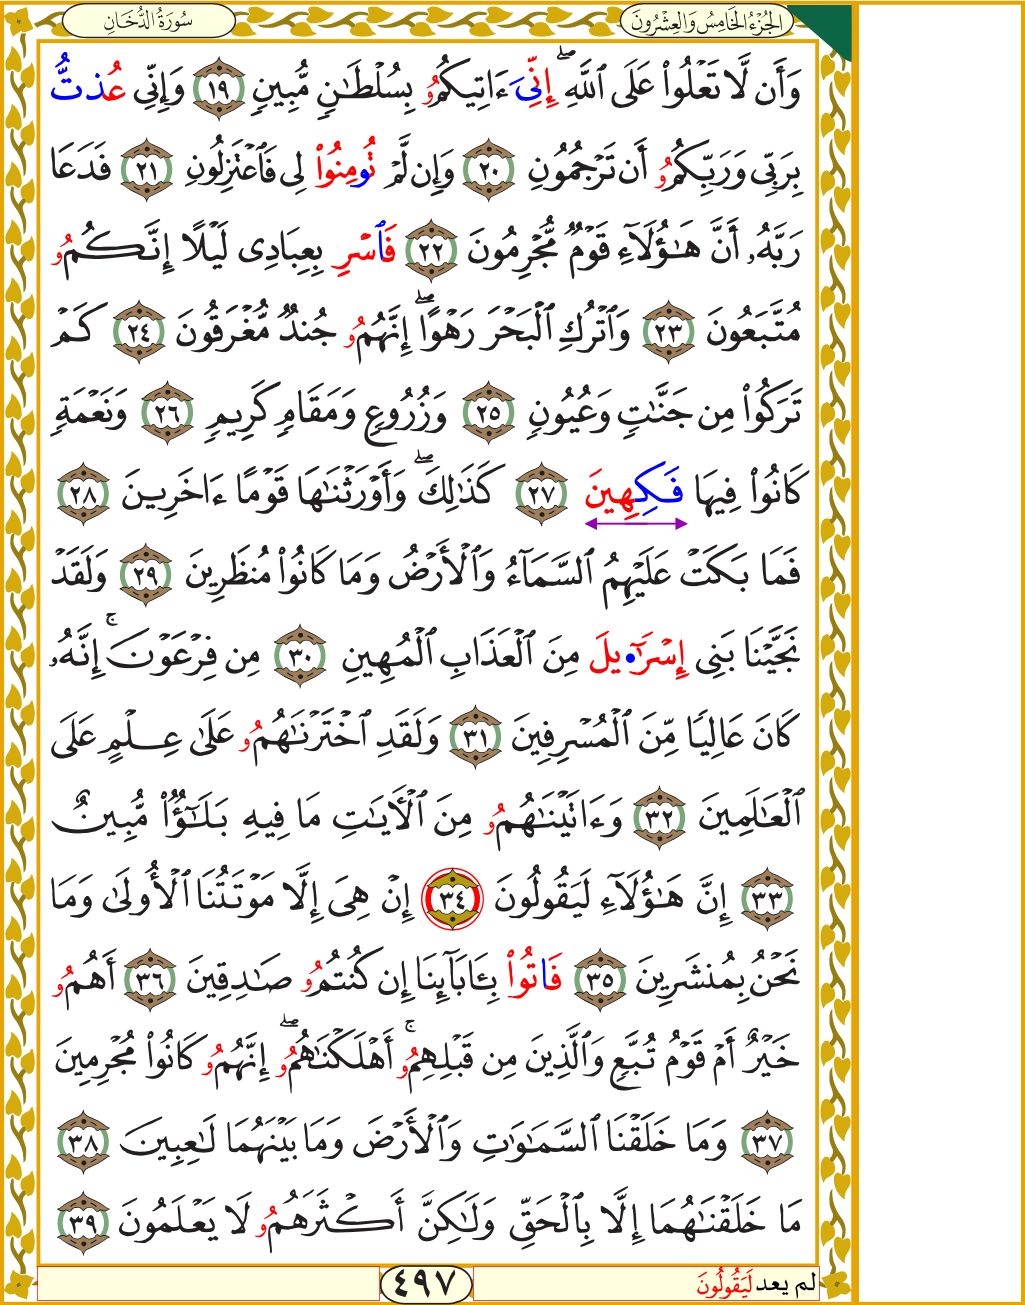 الجُزْءُ الخَامِسُ وَالعِشْرُونَ
سُورَةُ الدُّخَانِ
وَأَن لَّا تَعْلُوا۟ عَلَى ٱللَّهِ ۖ إِنِّىَ ءَاتِيكُمُۥ بِسُلْطَـٰنٍ مُّبِينٍ ١٩ وَإِنِّى عُذتُّ
بِرَبِّى وَرَبِّكُمُۥ أَن تَرْجُمُونِ ٢٠ وَإِن لَّمْ تُومِنُوا۟ لِى فَٱعْتَزِلُونِ ٢١ فَدَعَا
رَبَّهُۥ أَنَّ هَـٰٓؤُلَآءِ قَوْمٌ مُّجْرِمُونَ ٢٢ فَٱسْرِ بِعِبَادِى لَيْلًا إِنَّكُمُۥ
مُتَّبَعُونَ ٢٣ وَٱتْرُكِ ٱلْبَحْرَ رَهْوًا ۖ إِنَّهُمُۥ جُندٌ مُّغْرَقُونَ ٢٤ كَمْ
تَرَكُوا۟ مِن جَنَّـٰتٍ وَعُيُونٍ ٢٥ وَزُرُوعٍ وَمَقَامٍ كَرِيمٍ ٢٦ وَنَعْمَةٍ
كَانُوا۟ فِيهَا فَـٰكِهِينَ ٢٧ كَذَٰلِكَ ۖ وَأَوْرَثْنَـٰهَا قَوْمًا ءَاخَرِينَ ٢٨
فَمَا بَكَتْ عَلَيْهِمُ ٱلسَّمَآءُ وَٱلْأَرْضُ وَمَا كَانُوا۟ مُنظَرِينَ ٢٩ وَلَقَدْ
نَجَّيْنَا بَنِى إِسْرَٰٓ•يلَ مِنَ ٱلْعَذَابِ ٱلْمُهِينِ ٣٠ مِن فِرْعَوْنَ ۚ إِنَّهُۥ
كَانَ عَالِيًا مِّنَ ٱلْمُسْرِفِينَ ٣١ وَلَقَدِ ٱخْتَرْنَـٰهُمُۥ عَلَىٰ عِلْمٍ عَلَى
ٱلْعَـٰلَمِينَ ٣٢ وَءَاتَيْنَـٰهُمُۥ مِنَ ٱلْـَٔايَـٰتِ مَا فِيهِ بَلَـٰٓؤٌا۟ مُّبِينٌ
٣٣ إِنَّ هَـٰٓؤُلَآءِ لَيَقُولُونَ ٣٤ إِنْ هِىَ إِلَّا مَوْتَتُنَا ٱلْأُولَىٰ وَمَا
نَحْنُ بِمُنشَرِينَ ٣٥ فَاتُوا۟ بِـَٔابَآئِنَا إِن كُنتُمُۥ صَـٰدِقِينَ ٣٦ أَهُمُۥ
خَيْرٌ أَمْ قَوْمُ تُبَّعٍ وَٱلَّذِينَ مِن قَبْلِهِمُۥ ۚ أَهْلَكْنَـٰهُمُۥ ۖ إِنَّهُمُۥ كَانُوا۟ مُجْرِمِينَ
٣٧ وَمَا خَلَقْنَا ٱلسَّمَـٰوَٰتِ وَٱلْأَرْضَ وَمَا بَيْنَهُمَا لَـٰعِبِينَ ٣٨
مَا خَلَقْنَـٰهُمَا إِلَّا بِٱلْحَقِّ وَلَـٰكِنَّ أَكْثَرَهُمُۥ لَا يَعْلَمُونَ ٣٩
لم يعد لَيَقُولُونَ
٤٩٧